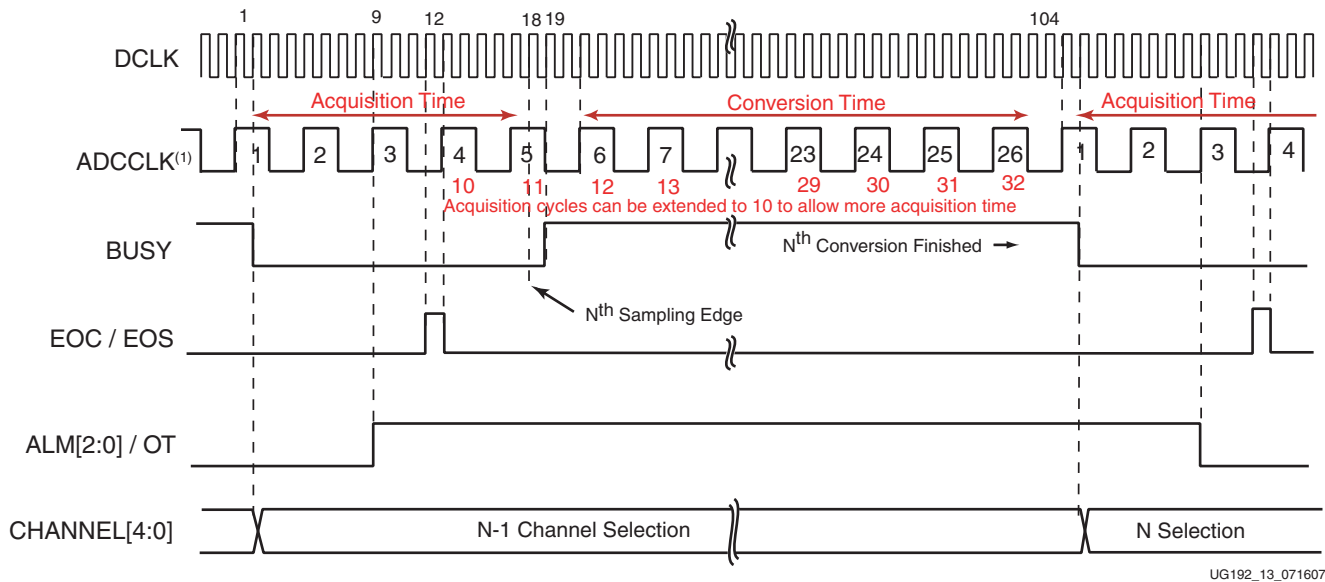 1 9 12 18 19 104
DCLK
Acquisition Time Conversion Time Acquisition Time
ADCCLK(1) 1 2 3 4 5 6 7 23 24 25 26 1 2 3 4
10 11 12 13 29 30 31 32
Acquisition cycles can be extended to 10 to allow more acquisition time
BUSY
Nth Conversion Finished
Nth Sampling Edge
EOC / EOS
ALM[2:0] / OT
CHANNEL[4:0] N-1 Channel Selection N Selection
UG192_13_071607